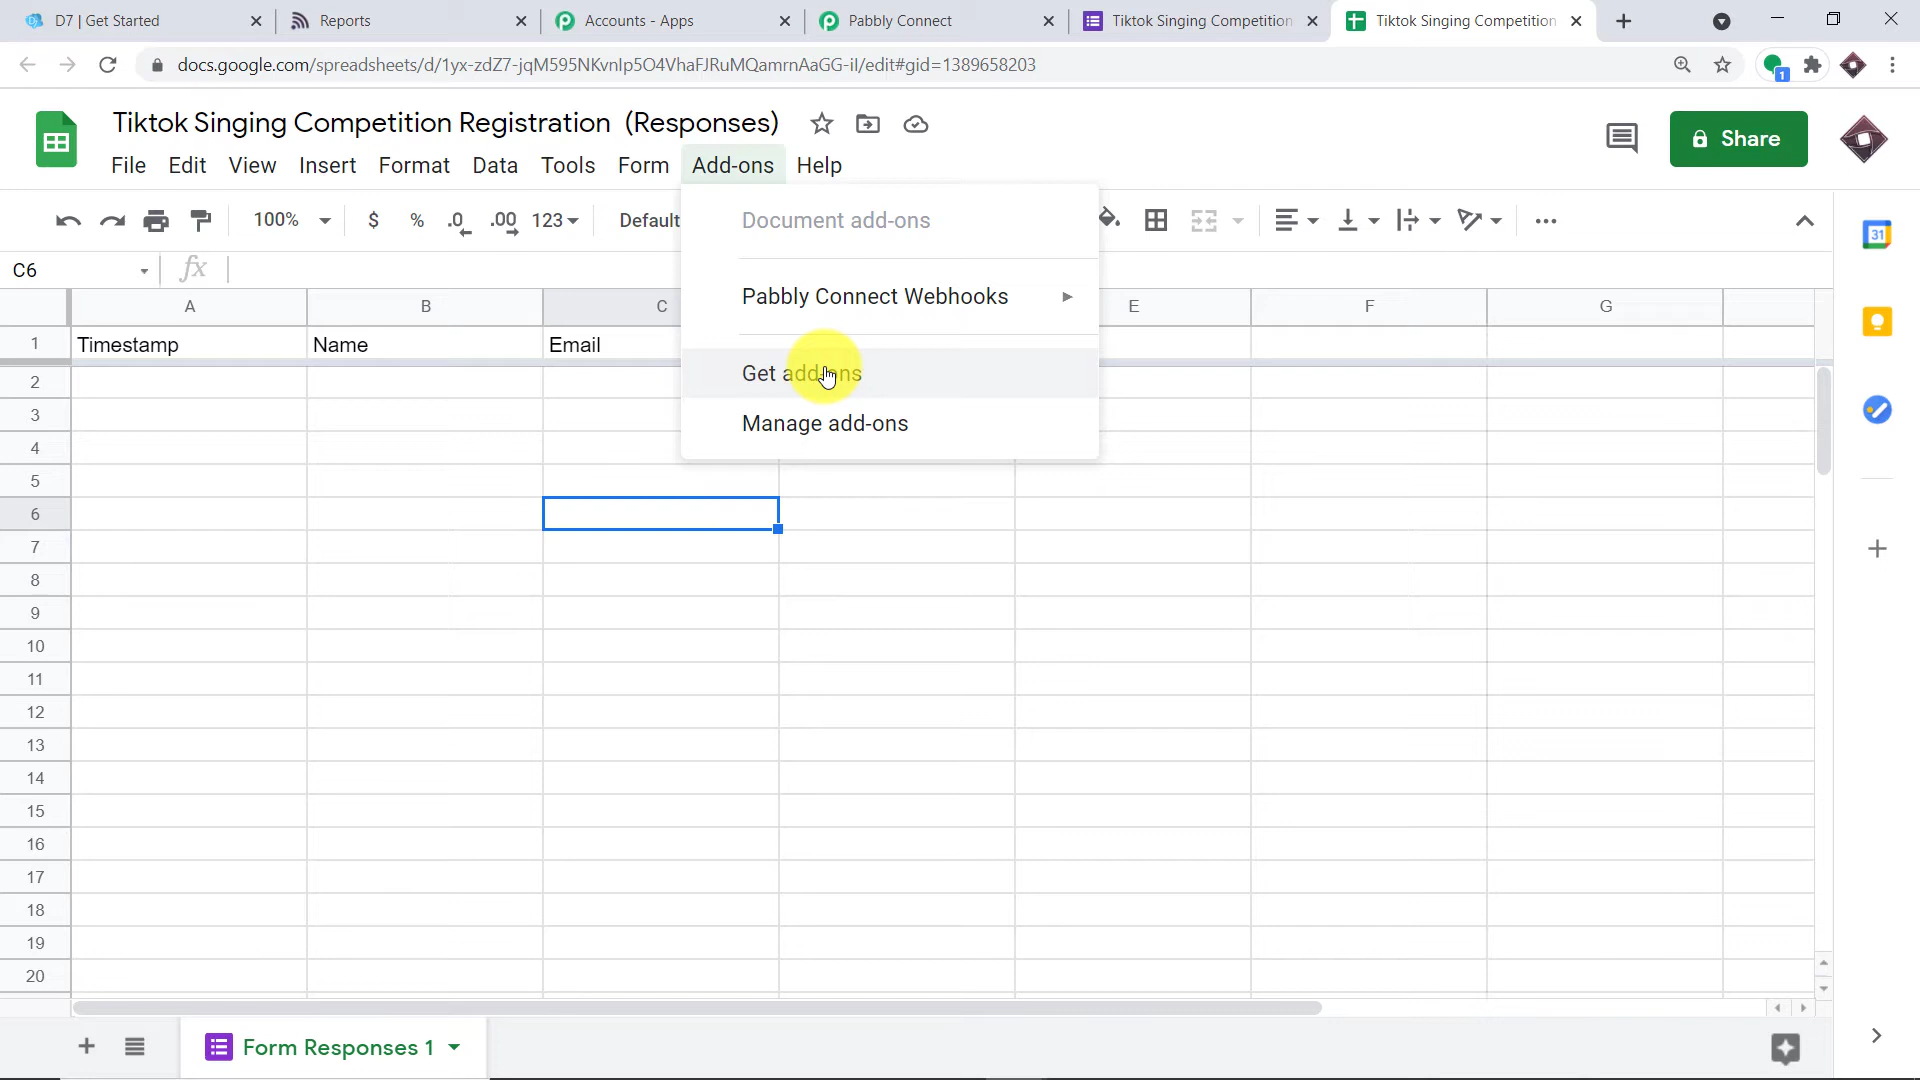 D7 | Get Started
Reports
Accounts - Apps
Pabbly Connect
Tiktok Singing Competition
Tiktok Singing Competition
docs.google.com/spreadsheets/d/1yx-zdZ7-jqM595NKvnIp5O4VhaFJRuMQamrnAaGG-iI/edit#gid=1389658203
1
Tiktok Singing Competition Registration (Responses)
Share
File Edit View Insert Format Data Tools Form Add-ons Help
100% $ % .0 .00 123 Default
31
Document add-ons
Pabbly Connect Webhooks
Get add-ons
Manage add-ons
C6 fx
A B C E F G
1 Timestamp Name Email
2
3
4
5
6
7
8
9
10
11
12
13
14
15
16
17
18
19
20
Form Responses 1